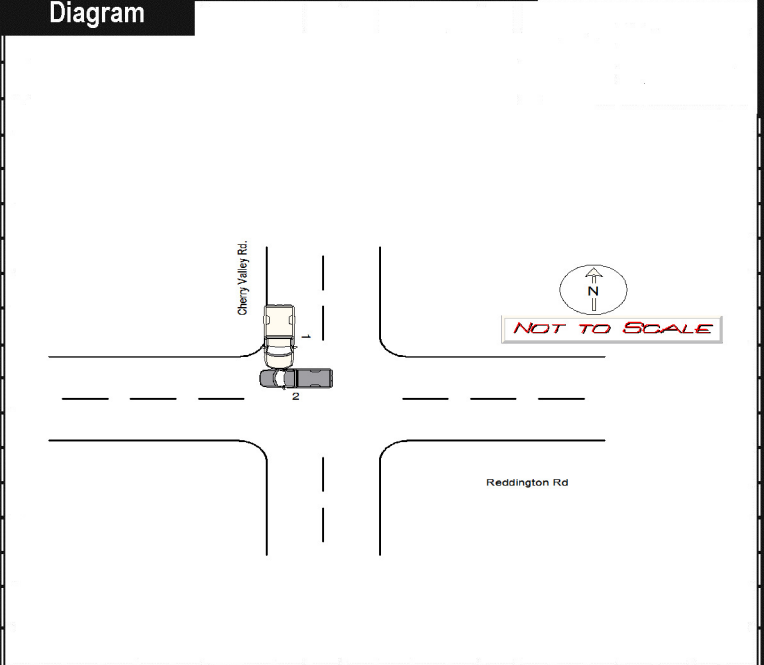 Diagram
Cherry Valley Rd.
N
NOT TO SCALE
1
2
Reddington Rd